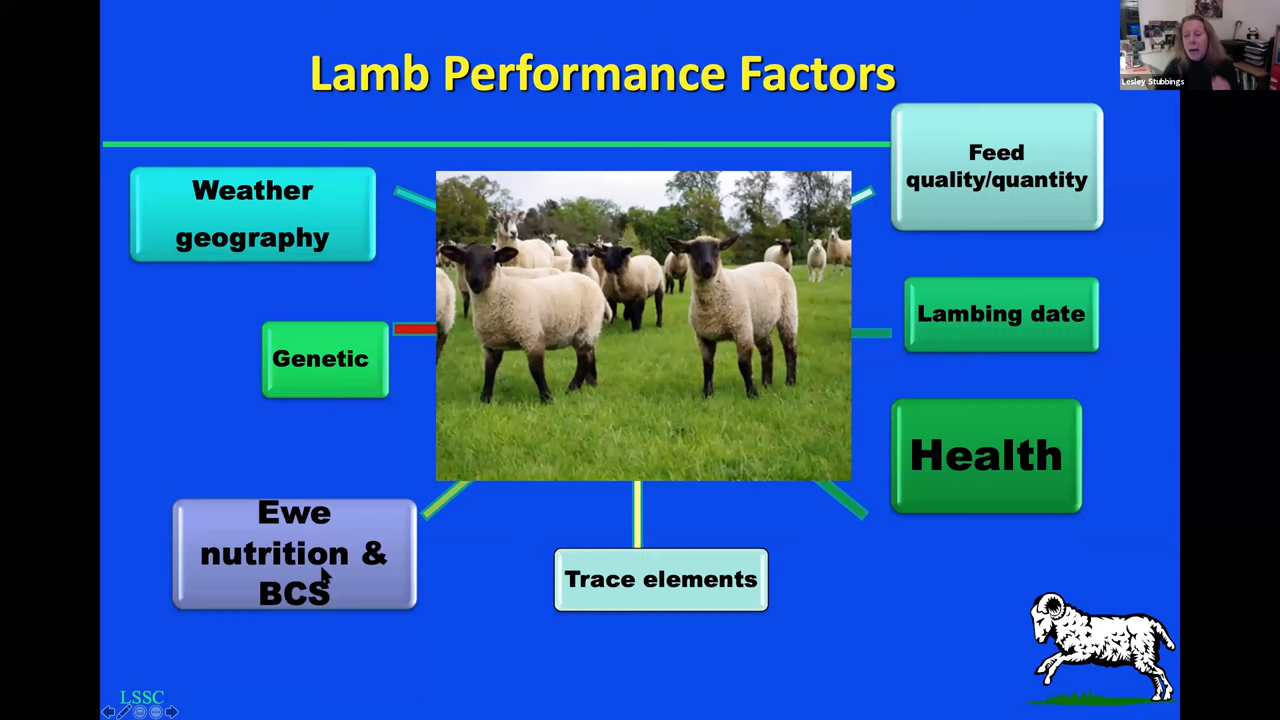 Lamb Performance Factors
Lesley Stubbings
Weather
geography
Feed
quality/quantity
Genetic
Lambing date
Health
Ewe
nutrition &
BCS
Trace elements
LSSC